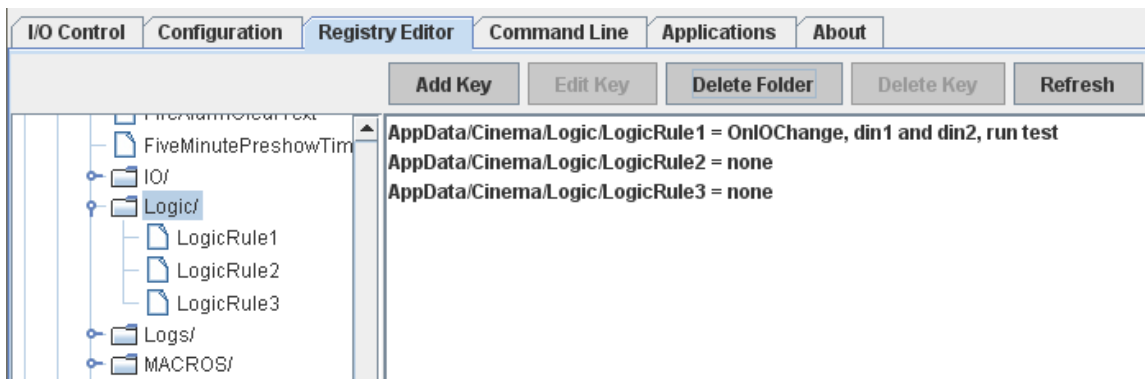 I/O Control Configuration Registry Editor Command Line Applications About
Add Key Edit Key Delete Folder Delete Key Refresh
FiveMinutePreshowTim
IO/
Logic/
LogicRule1
LogicRule2
LogicRule3
Logs/
MACROS/
AppData/Cinema/Logic/LogicRule1 = OnIOChange, din1 and din2, run test
AppData/Cinema/Logic/LogicRule2 = none
AppData/Cinema/Logic/LogicRule3 = none